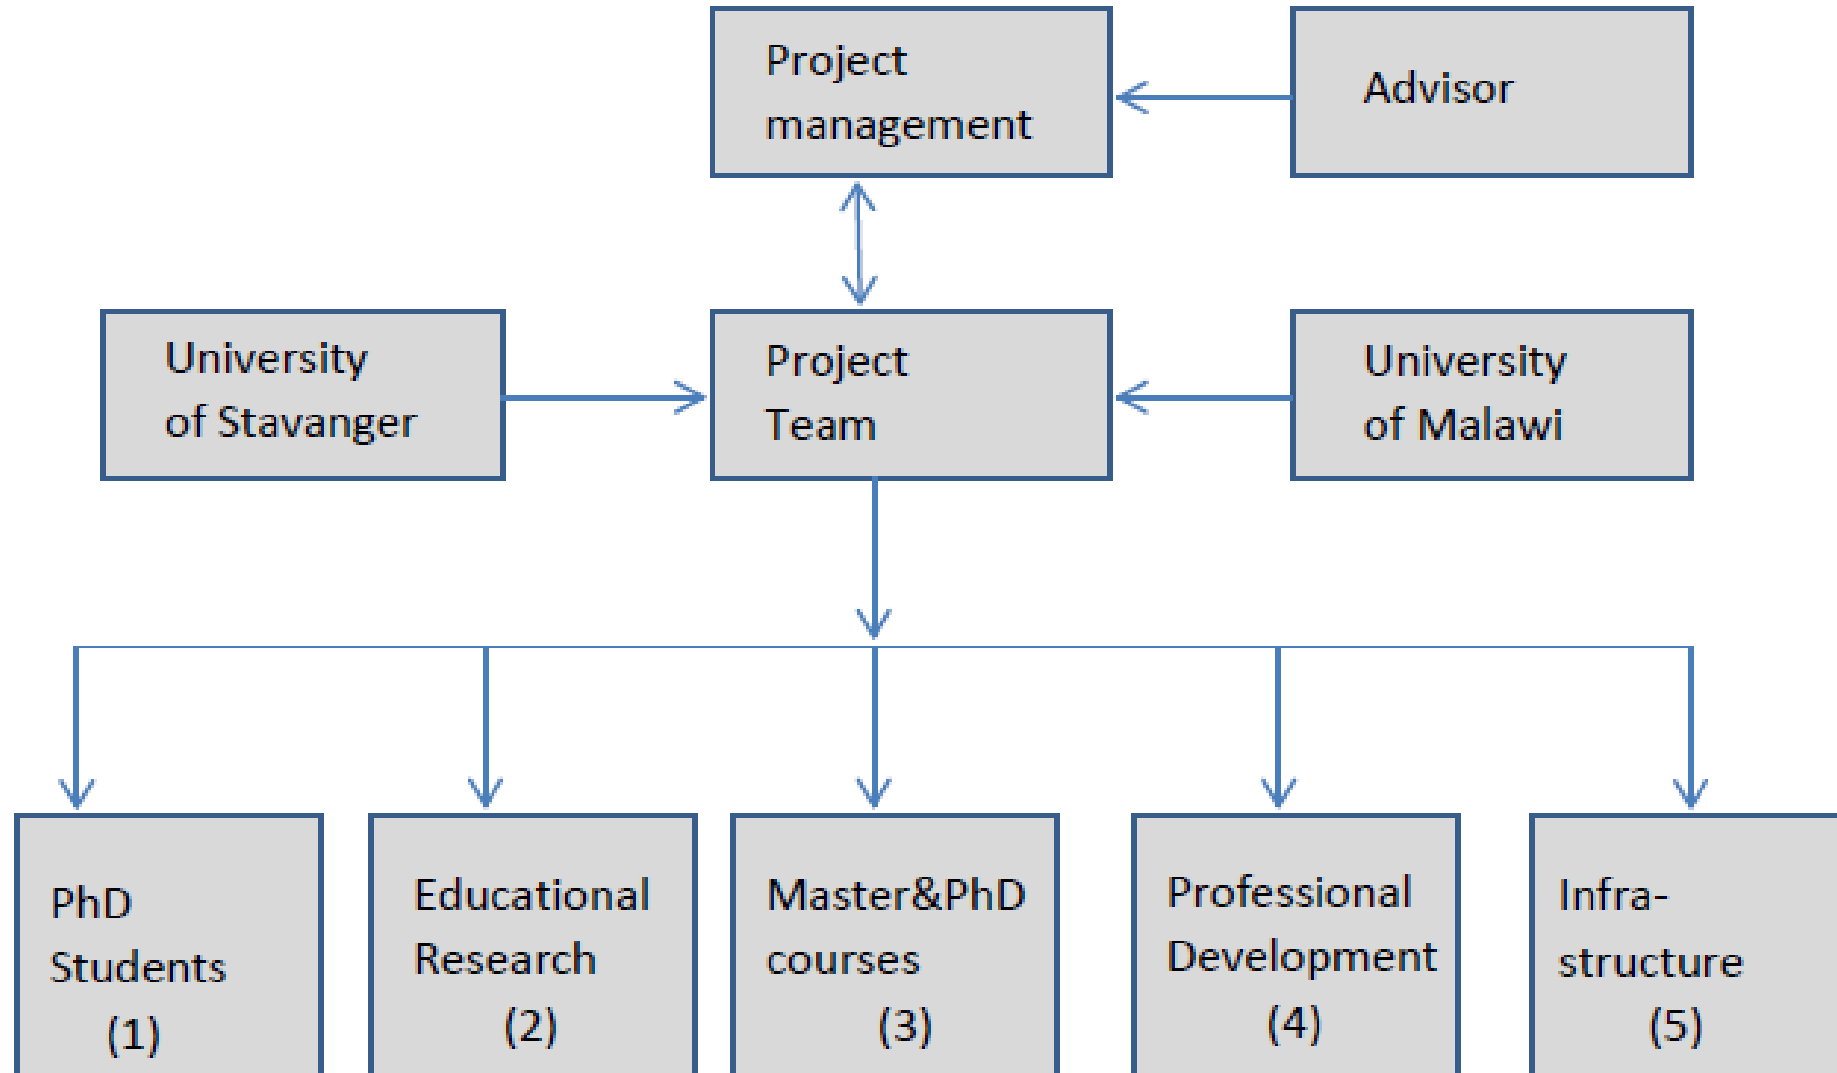 Project
management
Advisor
University
of Stavanger
Project
Team
University
of Malawi
PhD
Students
(1)
Educational
Research
(2)
Master&PhD
courses
(3)
Professional
Development
(4)
Infra-
structure
(5)